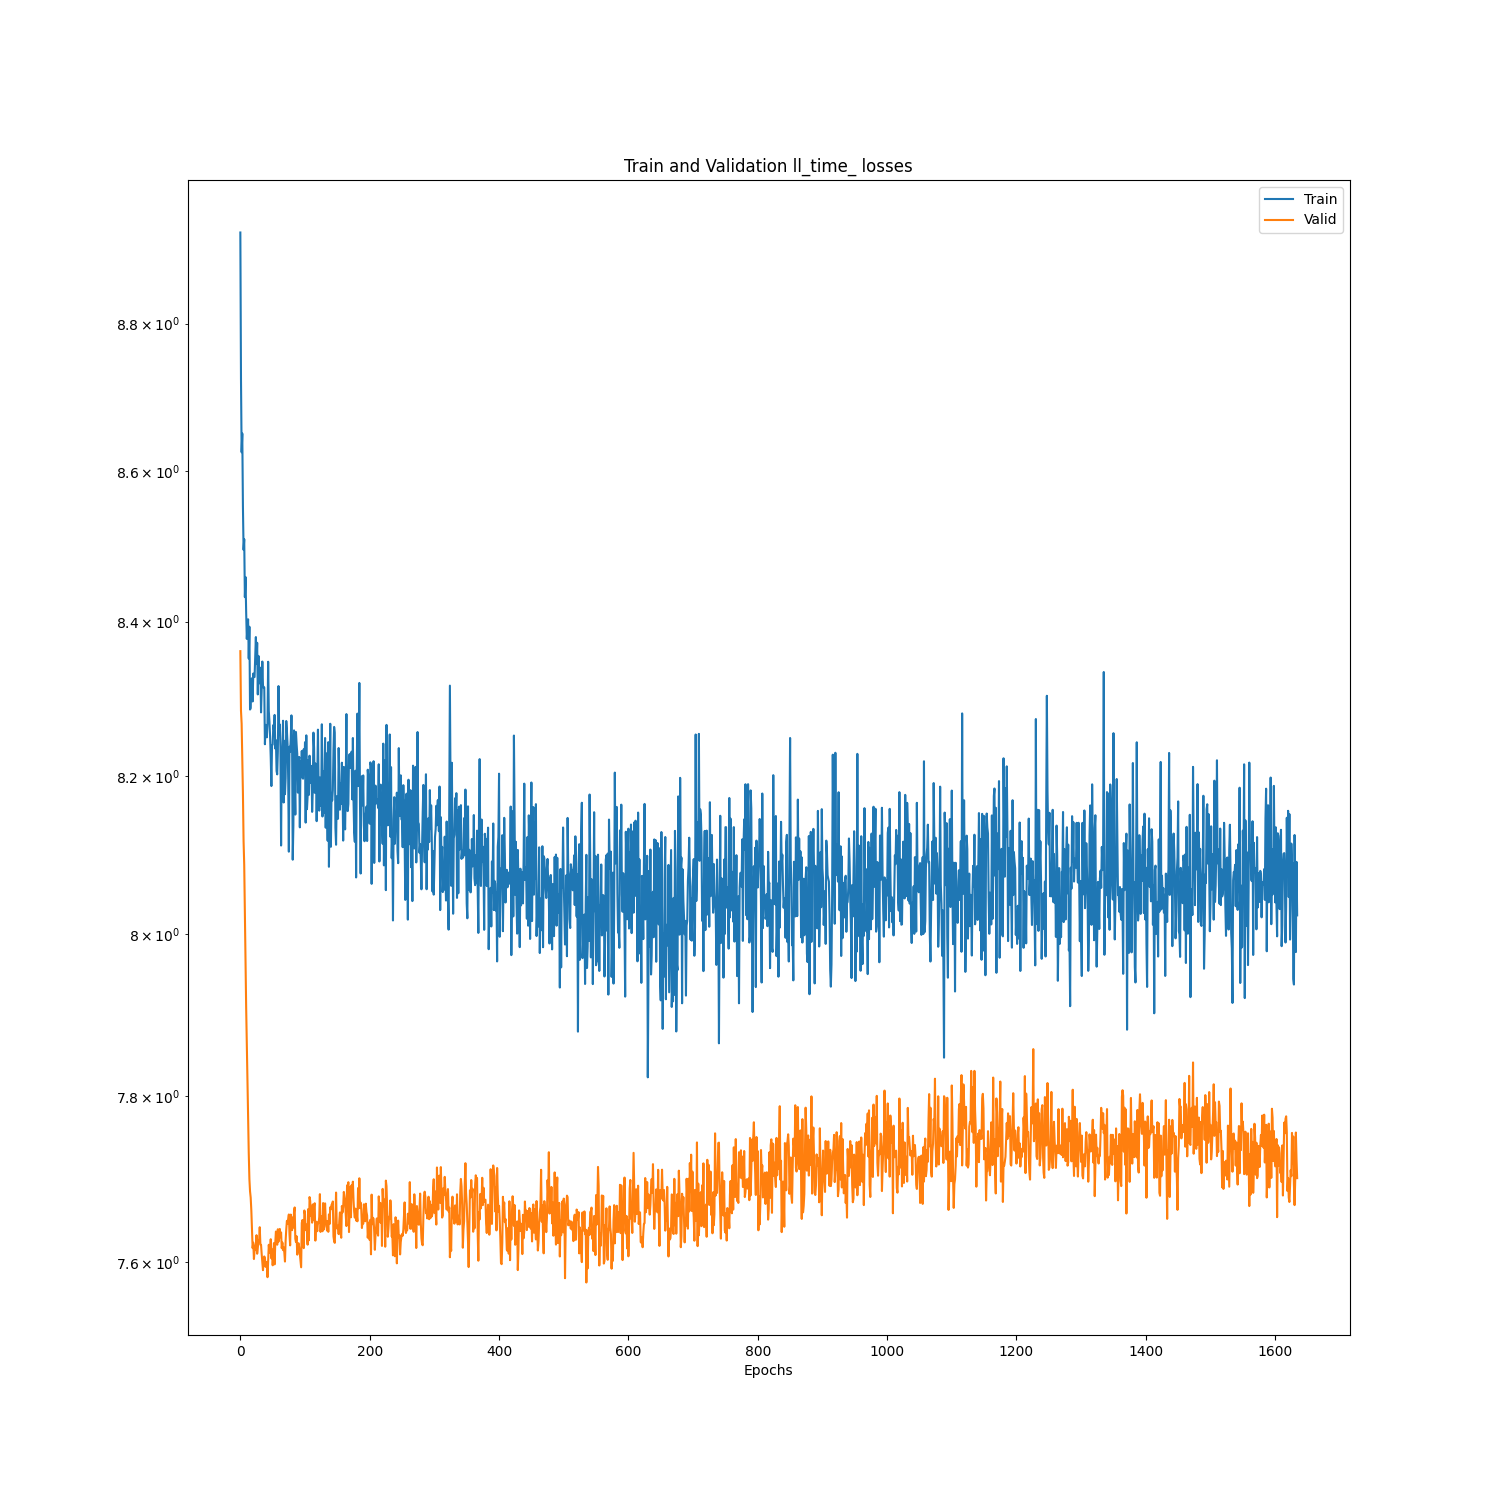 Train and Validation ll_time_ losses
Train
Valid
8.8 × 10⁰
8.6 × 10⁰
8.4 × 10⁰
8.2 × 10⁰
8 × 10⁰
7.8 × 10⁰
7.6 × 10⁰
0 200 400 600 800 1000 1200 1400 1600
Epochs